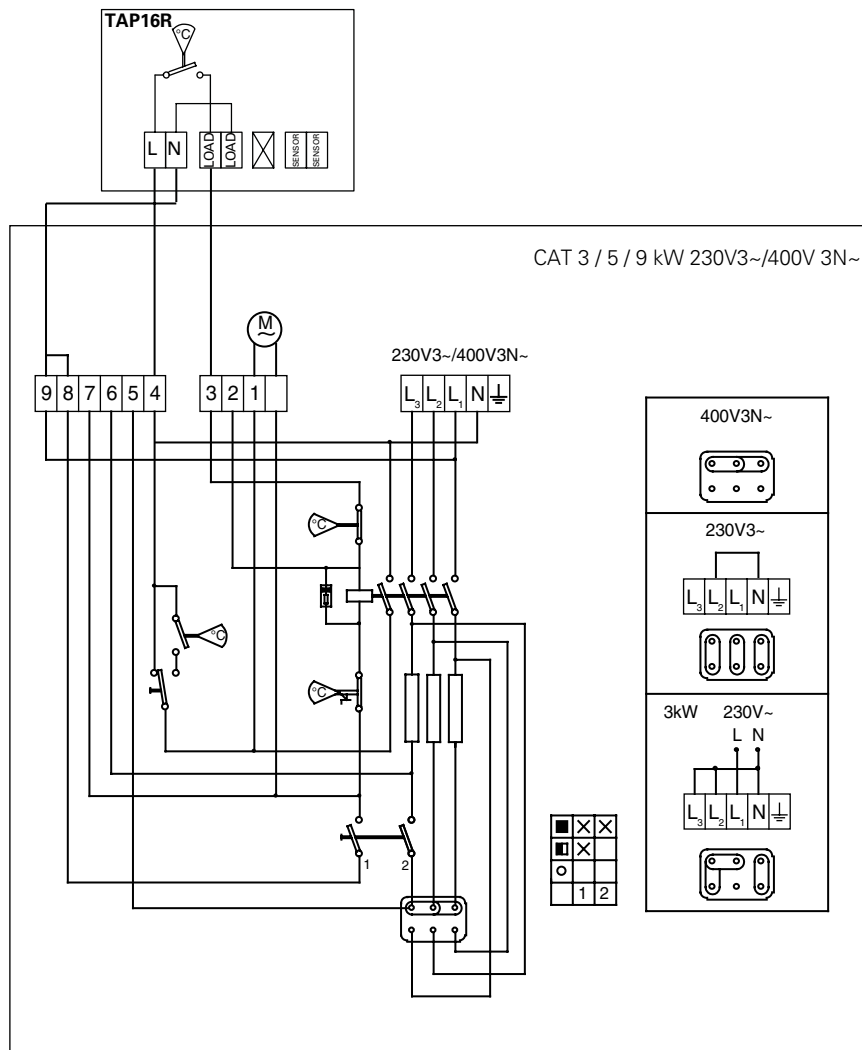 TAP16R
°C
L N LOAD LOAD SENSOR SENSOR
CAT 3 / 5 / 9 kW 230V3~/400V 3N~
M
~
230V3~/400V3N~
9 8 7 6 5 4
3 2 1
L3 L2 L1 N
°C
°C
°C
1 2
1 2
400V3N~
230V3~
L3 L2 L1 N
3kW 230V~
L N
L3 L2 L1 N